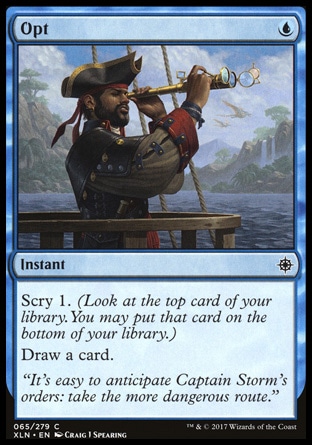 Opt
Instant
Scry 1. (Look at the top card of your
library.You may put that card on the
bottom of your library.)
Draw a card.
“It’s easy to anticipate Captain Storm’s
orders: take the more dangerous route.”
065/279 C
XLN • EN Craig J Spearing
™ & © 2017 Wizards of the Coast